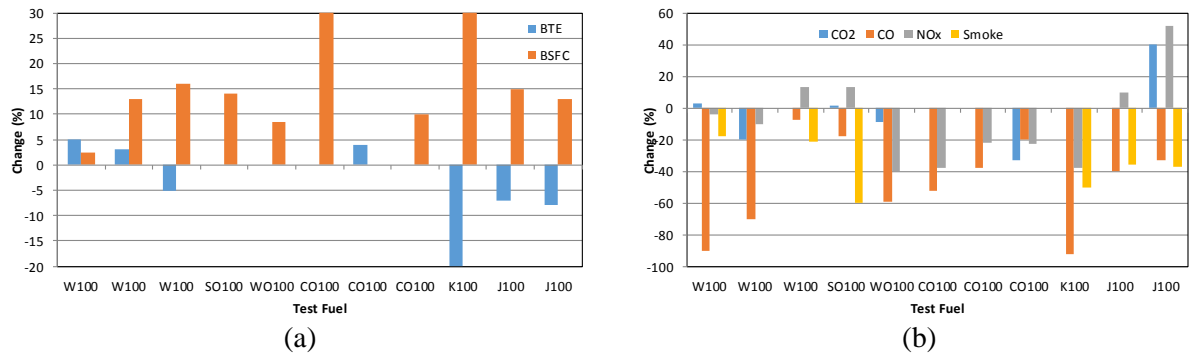 30
25
20
15
10
5
0
-5
-10
-15
-20
Change (%)
BTE
BSFC
W100 W100 W100 SO100 WO100 CO100 CO100 CO100 K100 J100 J100
Test Fuel
(a)
60
40
20
0
-20
-40
-60
-80
-100
Change (%)
CO2 CO NOx Smoke
W100 W100 W100 SO100 WO100 CO100 CO100 CO100 K100 J100 J100
Test Fuel
(b)